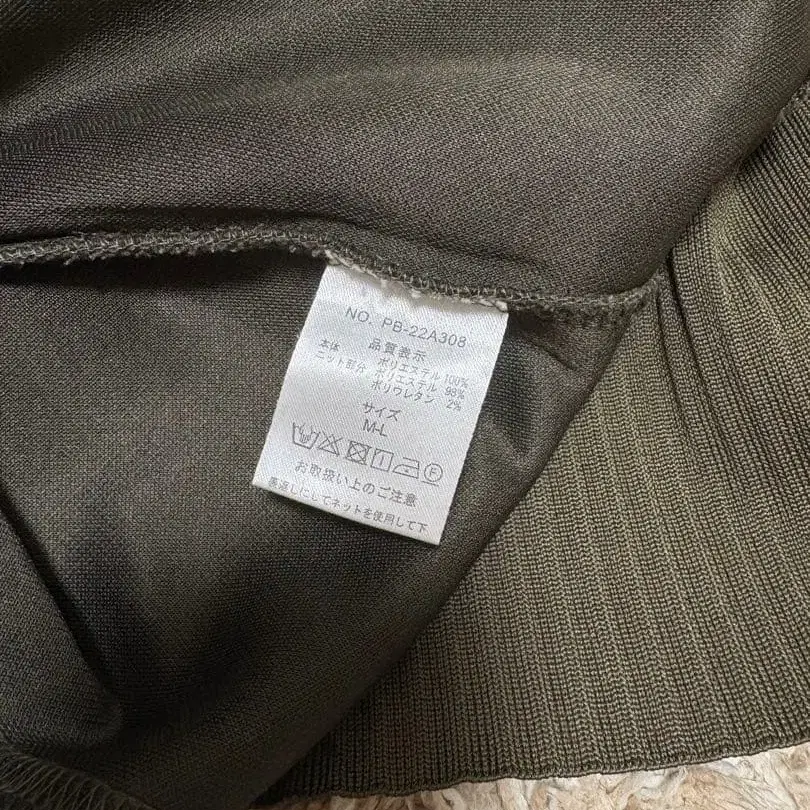 NO. PB-22A308
品質表示
本体 ポリエステル 100%
ニット部分 ポリエステル 98%
ポリウレタン 2%
サイズ
M-L
F
お取扱い上のご注意
裏返しにしてネットを使用して下